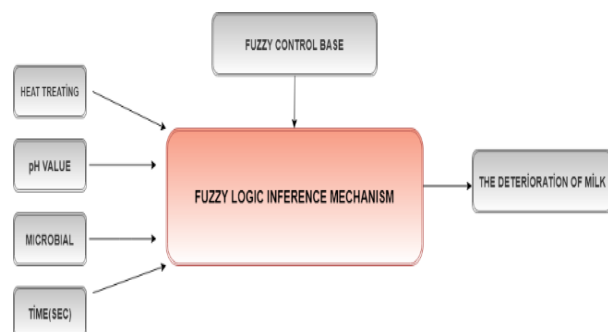 FUZZY CONTROL BASE
HEAT TREATİNG
pH VALUE
FUZZY LOGIC INFERENCE MECHANISM
THE DETERİORATİON OF MİLK
MICROBIAL
TİME(SEC)